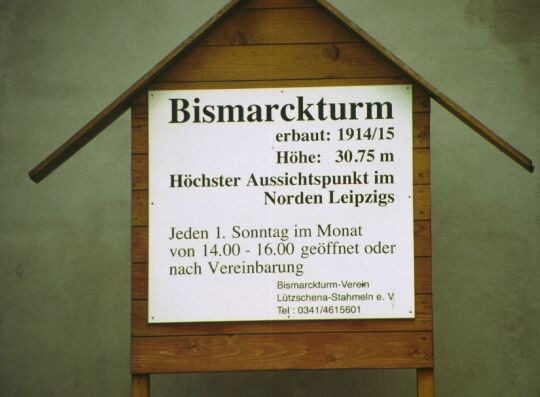 Bismarckturm
erbaut: 1914/15
Höhe: 30.75 m
Höchster Aussichtspunkt im
Norden Leipzigs
Jeden 1. Sonntag im Monat
von 14.00 - 16.00 geöffnet oder
nach Vereinbarung
Bismarckturm-Verein
Lützschena-Stahmeln e. V.
Tel : 0341/4615601